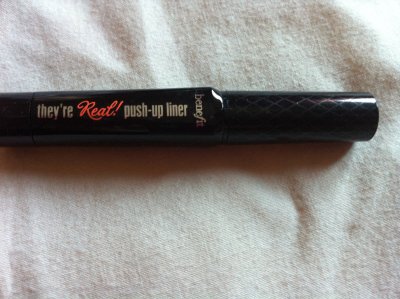 they're Real! push-up liner
benefit